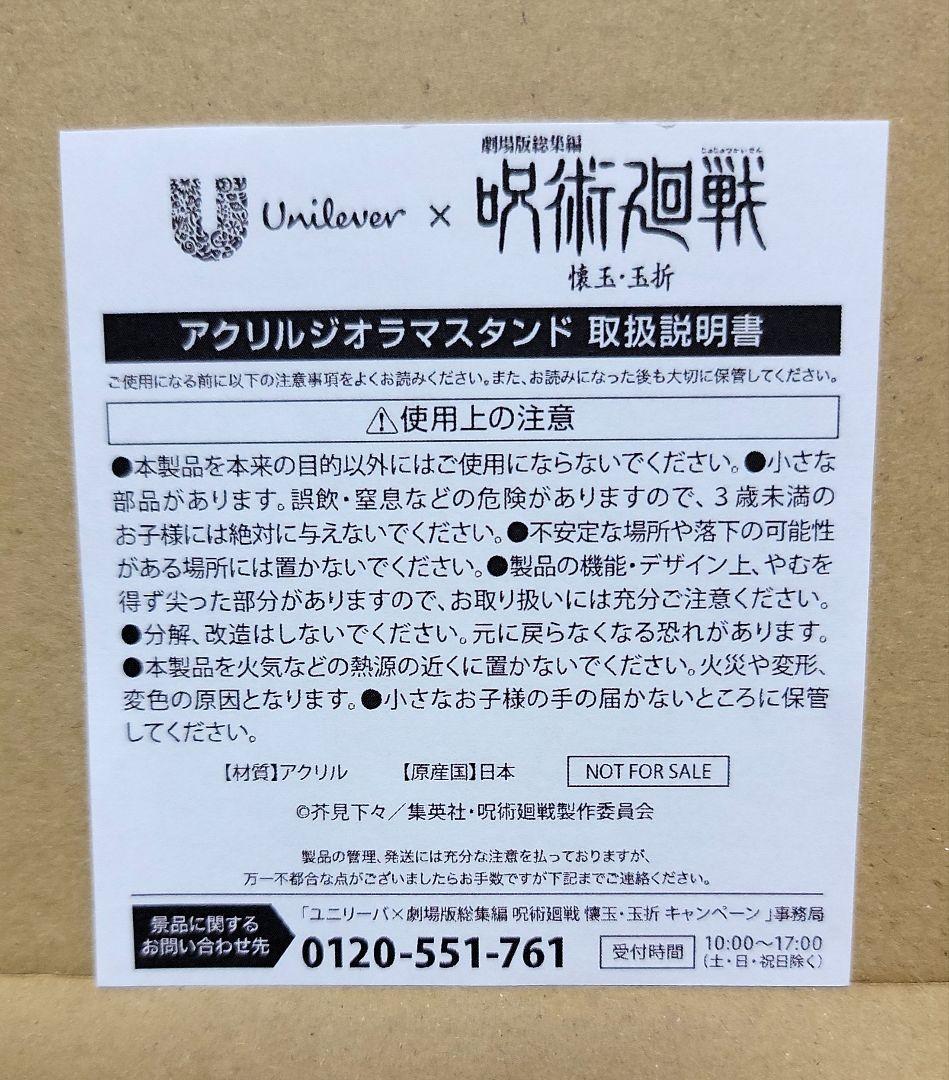 劇場版総集編
じゅじゅつかいせん
U Unilever × 呪術廻戦
懐玉・玉折
アクリルジオラマスタンド 取扱説明書
ご使用になる前に以下の注意事項をよくお読みください。また、お読みになった後も大切に保管してください。
⚠使用上の注意
●本製品を本来の目的以外にはご使用にならないでください。●小さな
部品があります。誤飲・窒息などの危険がありますので、３歳未満の
お子様には絶対に与えないでください。●不安定な場所や落下の可能性
がある場所には置かないでください。●製品の機能・デザイン上、やむを
得ず尖った部分がありますので、お取り扱いには充分ご注意ください。
●分解、改造はしないでください。元に戻らなくなる恐れがあります。
●本製品を火気などの熱源の近くに置かないでください。火災や変形、
変色の原因となります。●小さなお子様の手の届かないところに保管
してください。
【材質】アクリル 【原産国】日本 NOT FOR SALE
©芥見下々／集英社・呪術廻戦製作委員会
製品の管理、発送には充分な注意を払っておりますが、
万一不都合な点がございましたらお手数ですが下記までご連絡ください。
景品に関する
お問い合わせ先
「ユニリーバ×劇場版総集編 呪術廻戦 懐玉・玉折 キャンペーン」事務局
0120-551-761 受付時間 10:00～17:00
（土・日・祝日除く）